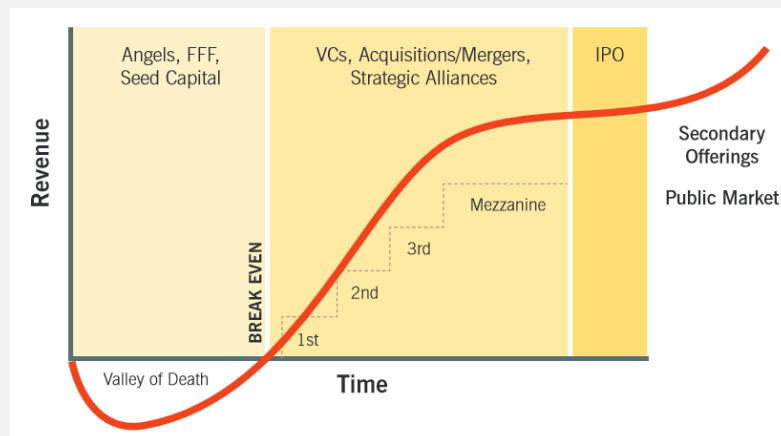 Angels, FFF,
Seed Capital
VCs, Acquisitions/Mergers,
Strategic Alliances
IPO
Revenue
Secondary
Offerings
Public Market
Mezzanine
3rd
2nd
1st
BREAK EVEN
Valley of Death
Time